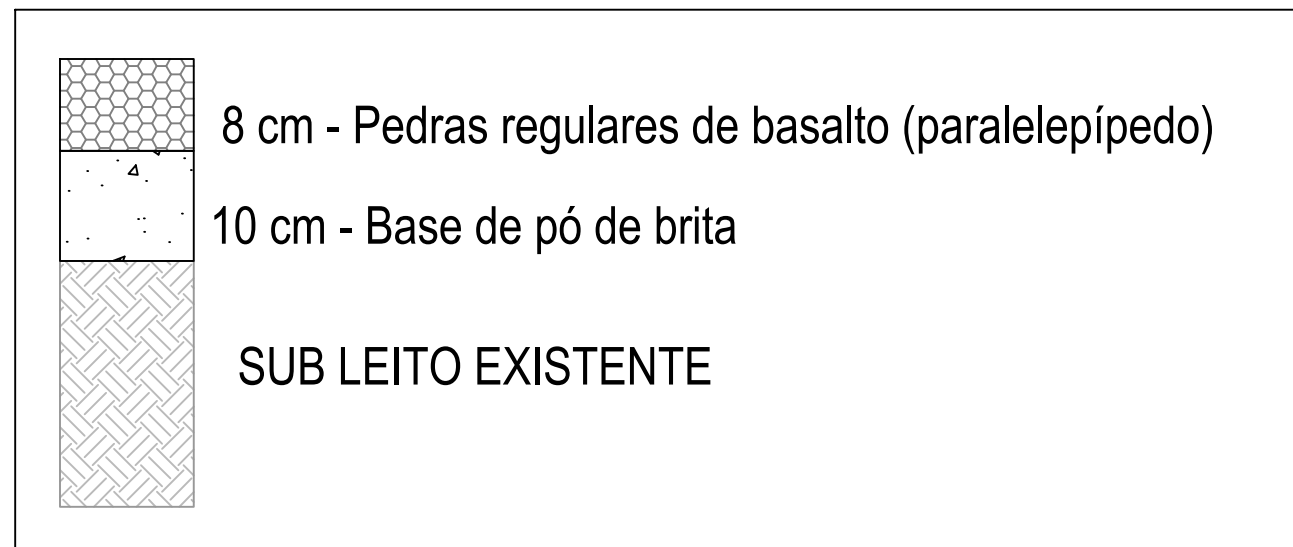 8 cm - Pedras regulares de basalto (paralelepípedo)
10 cm - Base de pó de brita
SUB LEITO EXISTENTE